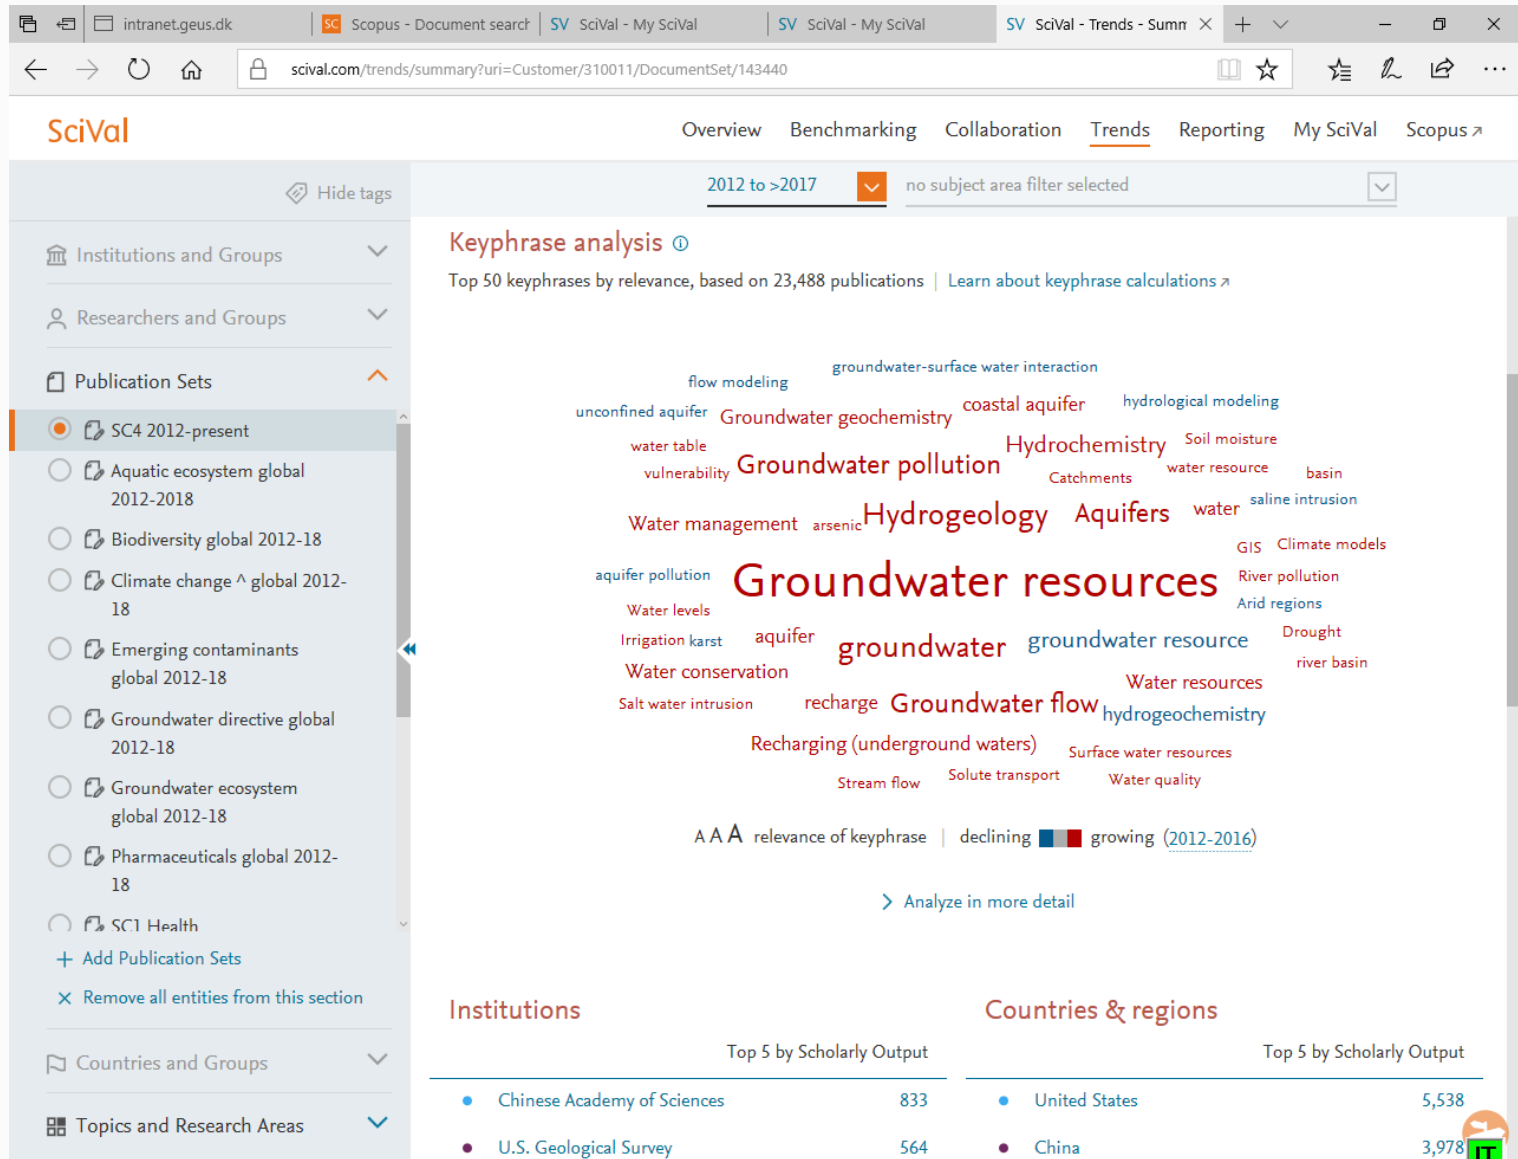 intranet.geus.dk
SC Scopus - Document search
SV SciVal - My SciVal
SV SciVal - My SciVal
SV SciVal - Trends - Summ
scival.com/trends/summary?uri=Customer/310011/DocumentSet/143440
SciVal
Overview Benchmarking Collaboration Trends Reporting My SciVal Scopus
Hide tags
2012 to >2017
no subject area filter selected
Institutions and Groups
Researchers and Groups
Publication Sets
SC4 2012-present
Aquatic ecosystem global
2012-2018
Biodiversity global 2012-18
Climate change ^ global 2012-
18
Emerging contaminants
global 2012-18
Groundwater directive global
2012-18
Groundwater ecosystem
global 2012-18
Pharmaceuticals global 2012-
18
SC1 Health
+ Add Publication Sets
× Remove all entities from this section
Countries and Groups
Topics and Research Areas
Keyphrase analysis
Top 50 keyphrases by relevance, based on 23,488 publications | Learn about keyphrase calculations
groundwater-surface water interaction
flow modeling
unconfined aquifer Groundwater geochemistry coastal aquifer hydrological modeling
water table Hydrochemistry Soil moisture
vulnerability Groundwater pollution Catchments water resource basin
Water management arsenic Hydrogeology Aquifers water saline intrusion
GIS Climate models
aquifer pollution Groundwater resources River pollution
Water levels Arid regions
Irrigation karst aquifer groundwater groundwater resource Drought
river basin
Water conservation Water resources
Salt water intrusion recharge Groundwater flow hydrogeochemistry
Recharging (underground waters) Surface water resources
Stream flow Solute transport Water quality
A A A relevance of keyphrase | declining growing (2012-2016)
> Analyze in more detail
Institutions
Top 5 by Scholarly Output
Chinese Academy of Sciences 833
U.S. Geological Survey 564
Countries & regions
Top 5 by Scholarly Output
United States 5,538
China 3,978
IT